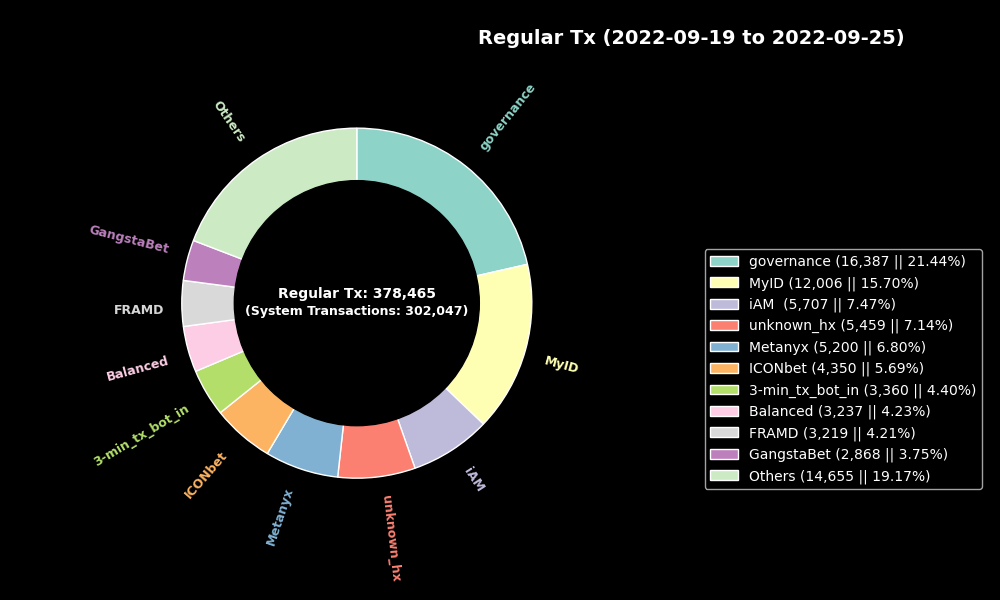 Regular Tx (2022-09-19 to 2022-09-25)
governance
Others
GangstaBet
FRAMD
Balanced
3-min_tx_bot_in
ICONbet
Metanyx
unknown_hx
iAM
MyID
Regular Tx: 378,465
(System Transactions: 302,047)
governance (16,387 || 21.44%)
MyID (12,006 || 15.70%)
iAM  (5,707 || 7.47%)
unknown_hx (5,459 || 7.14%)
Metanyx (5,200 || 6.80%)
ICONbet (4,350 || 5.69%)
3-min_tx_bot_in (3,360 || 4.40%)
Balanced (3,237 || 4.23%)
FRAMD (3,219 || 4.21%)
GangstaBet (2,868 || 3.75%)
Others (14,655 || 19.17%)